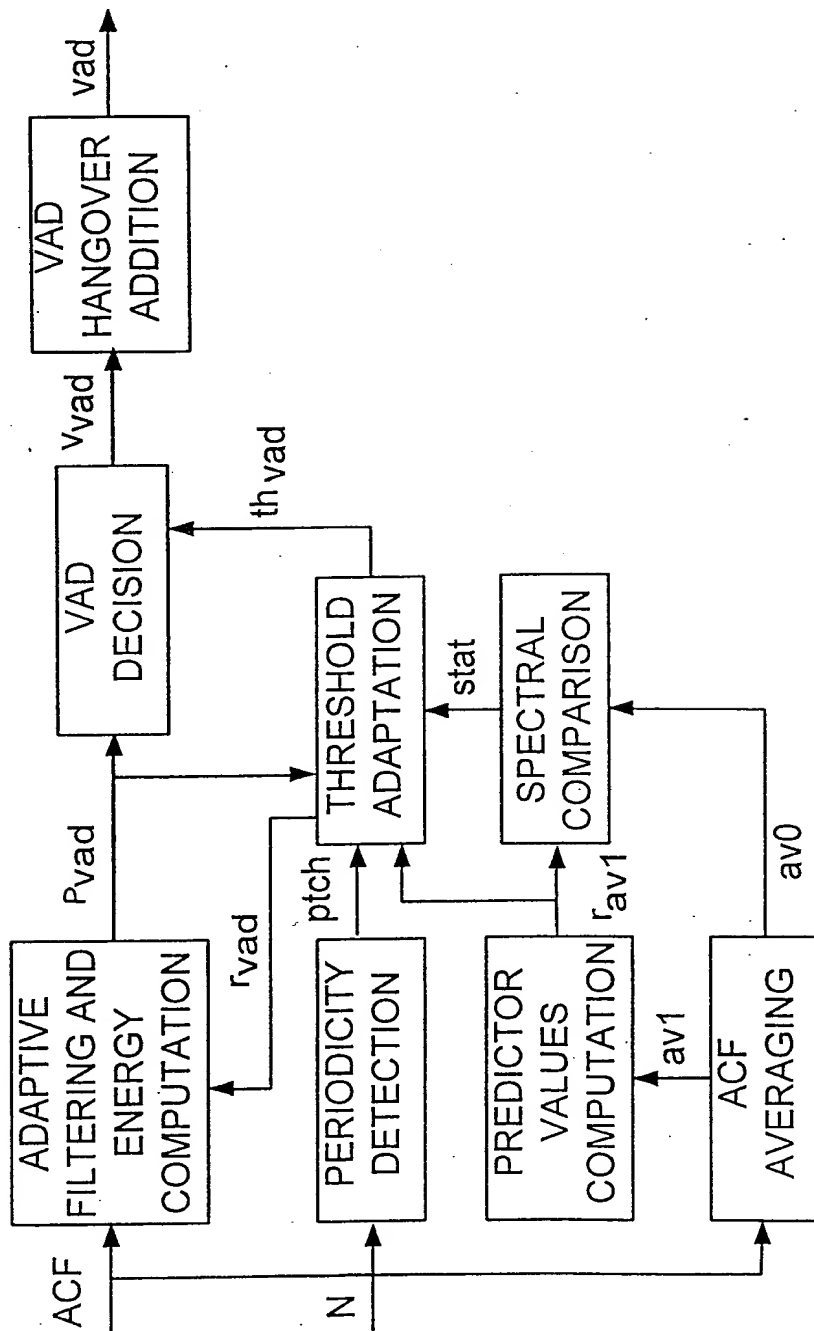 ACF
ADAPTIVE
FILTERING AND
ENERGY
COMPUTATION
Pvad
VAD
DECISION
vvad
VAD
HANGOVER
ADDITION
vad
rvad
thvad
N
PERIODICITY
DETECTION
ptch
THRESHOLD
ADAPTATION
stat
PREDICTOR
VALUES
COMPUTATION
rav1
SPECTRAL
COMPARISON
av1
ACF
AVERAGING
av0